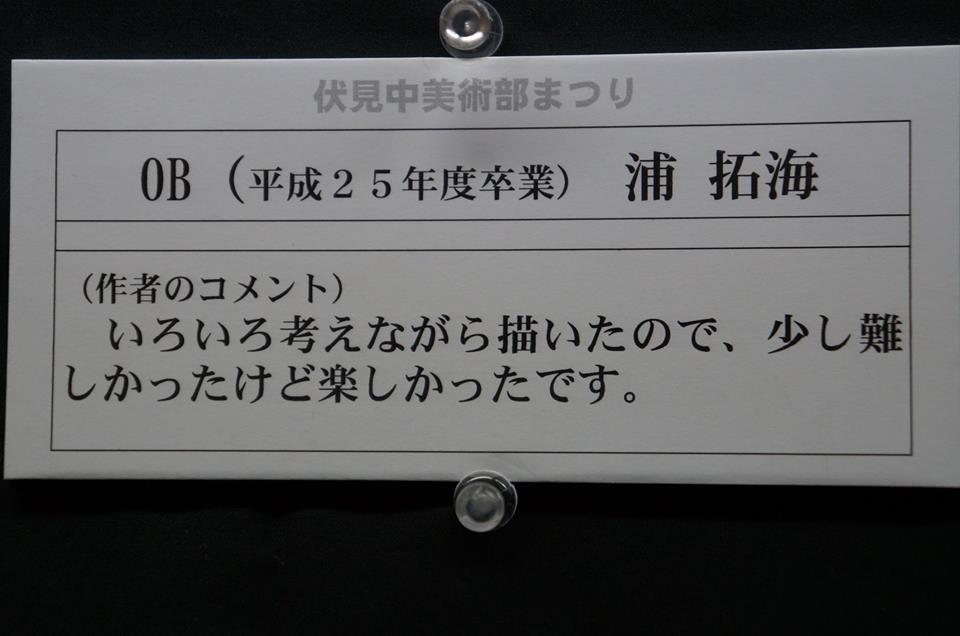 伏見中美術部まつり
OB（平成２５年度卒業） 浦 拓海
（作者のコメント）
いろいろ考えながら描いたので、少し難
しかったけど楽しかったです。